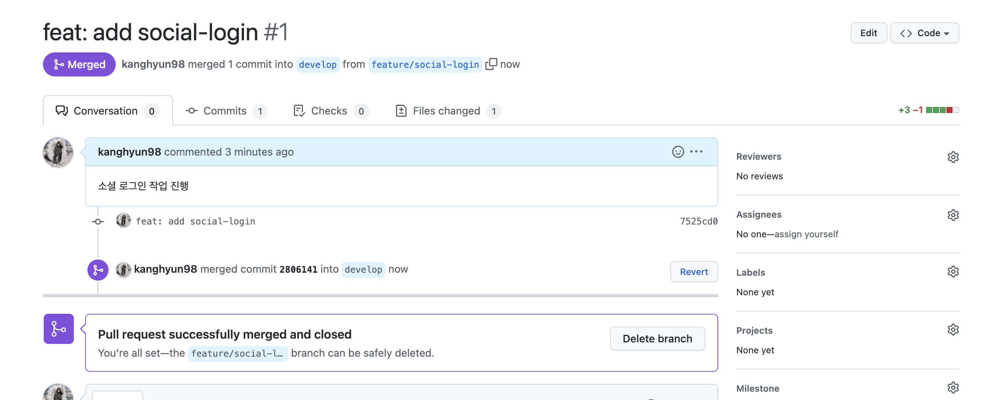 feat: add social-login #1
Edit
Code
Merged
kanghyun98 merged 1 commit into develop from feature/social-login now
Conversation 0
Commits 1
Checks 0
Files changed 1
+3 −1
kanghyun98 commented 3 minutes ago
소셜 로그인 작업 진행
feat: add social-login 7525cd0
kanghyun98 merged commit 2806141 into develop now
Revert
Pull request successfully merged and closed
You’re all set—the feature/social-l… branch can be safely deleted.
Delete branch
Reviewers
No reviews
Assignees
No one—assign yourself
Labels
None yet
Projects
None yet
Milestone